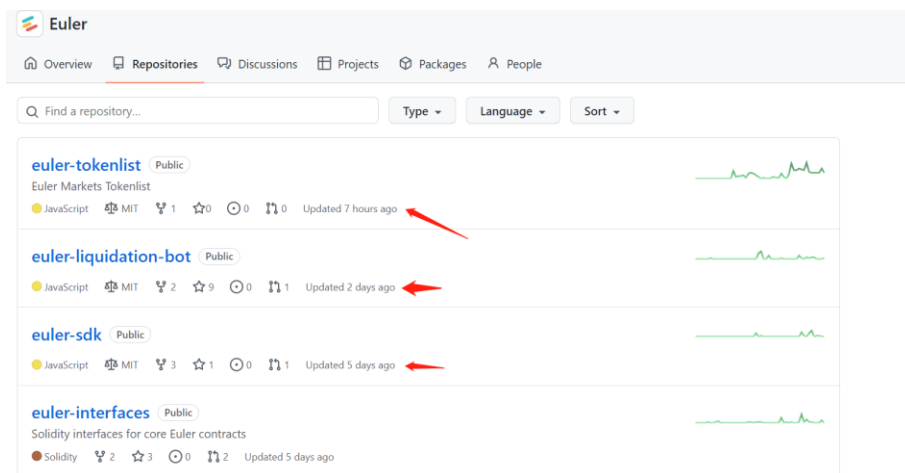 Euler
Overview Repositories Discussions Projects Packages People
Find a repository... Type Language Sort
euler-tokenlist Public
Euler Markets Tokenlist
JavaScript MIT 1 0 0 0 Updated 7 hours ago
euler-liquidation-bot Public
JavaScript MIT 2 9 0 1 Updated 2 days ago
euler-sdk Public
JavaScript MIT 3 1 0 1 Updated 5 days ago
euler-interfaces Public
Solidity interfaces for core Euler contracts
Solidity 2 3 0 2 Updated 5 days ago